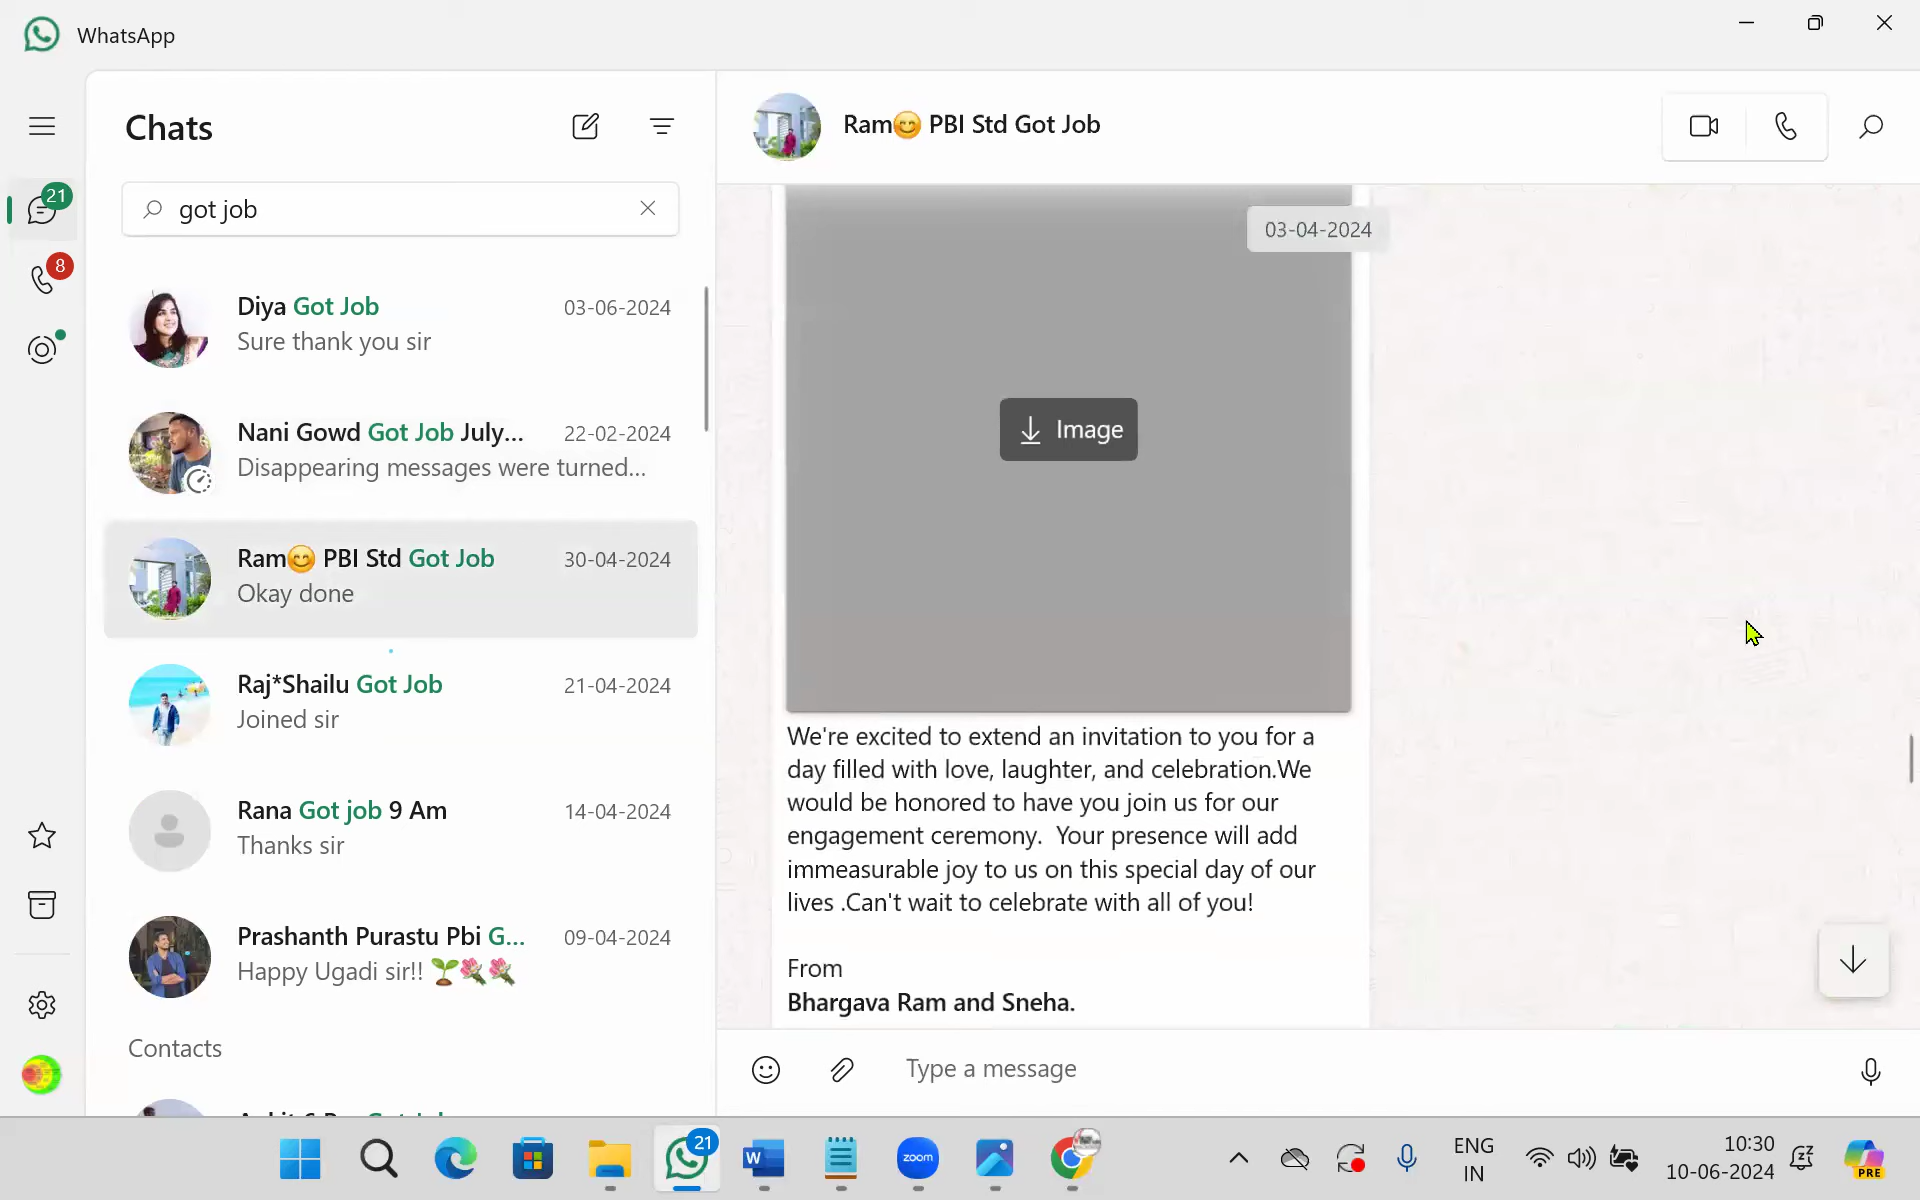 WhatsApp
Chats
21
got job
8
Diya Got Job
03-06-2024
Sure thank you sir
Nani Gowd Got Job July...
22-02-2024
Disappearing messages were turned...
Ram😊 PBI Std Got Job
30-04-2024
Okay done
Raj*Shailu Got Job
21-04-2024
Joined sir
Rana Got job 9 Am
14-04-2024
Thanks sir
Prashanth Purastu Pbi G...
09-04-2024
Happy Ugadi sir!! 🌱🌷🌷
Contacts
Ram😊 PBI Std Got Job
03-04-2024
Image
We're excited to extend an invitation to you for a
day filled with love, laughter, and celebration.We
would be honored to have you join us for our
engagement ceremony.  Your presence will add
immeasurable joy to us on this special day of our
lives .Can't wait to celebrate with all of you!
From
Bhargava Ram and Sneha.
Type a message
21
W
zoom
ENG
IN
10:30
10-06-2024
PRE